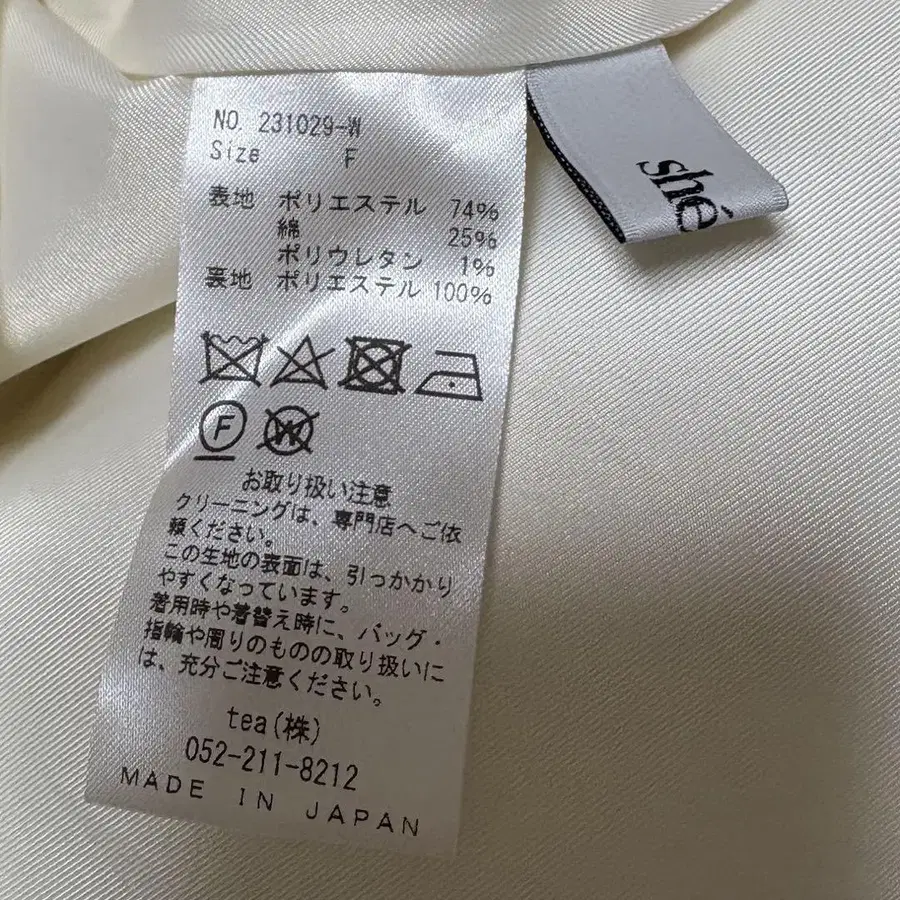 NO. 231029-W
Size F
表地 ポリエステル 74%
綿 25%
ポリウレタン 1%
裏地 ポリエステル 100%
F
W
お取り扱い注意
クリーニングは、専門店へご依
頼ください。
この生地の表面は、引っかかり
やすくなっています。
着用時や着替え時に、バッグ・
指輪や周りのものの取り扱いに
は、充分ご注意ください。
tea(株)
052-211-8212
MADE IN JAPAN
shé